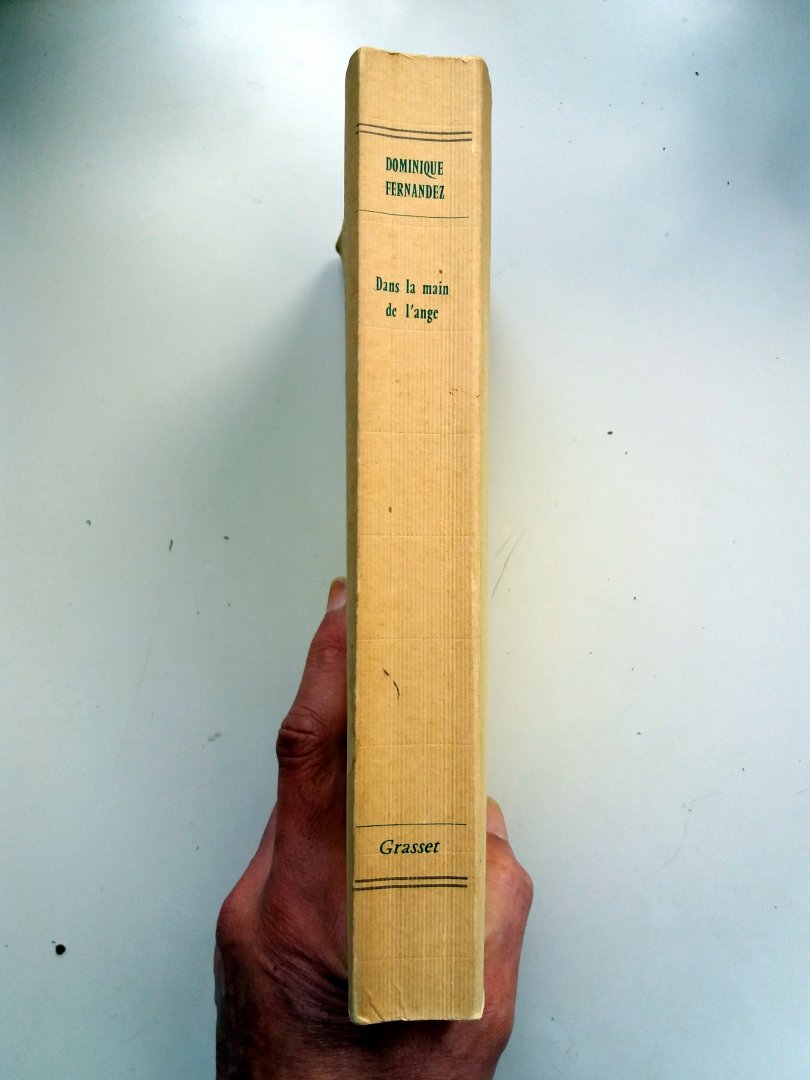 DOMINIQUE
FERNANDEZ
Dans la main
de l'ange
Grasset